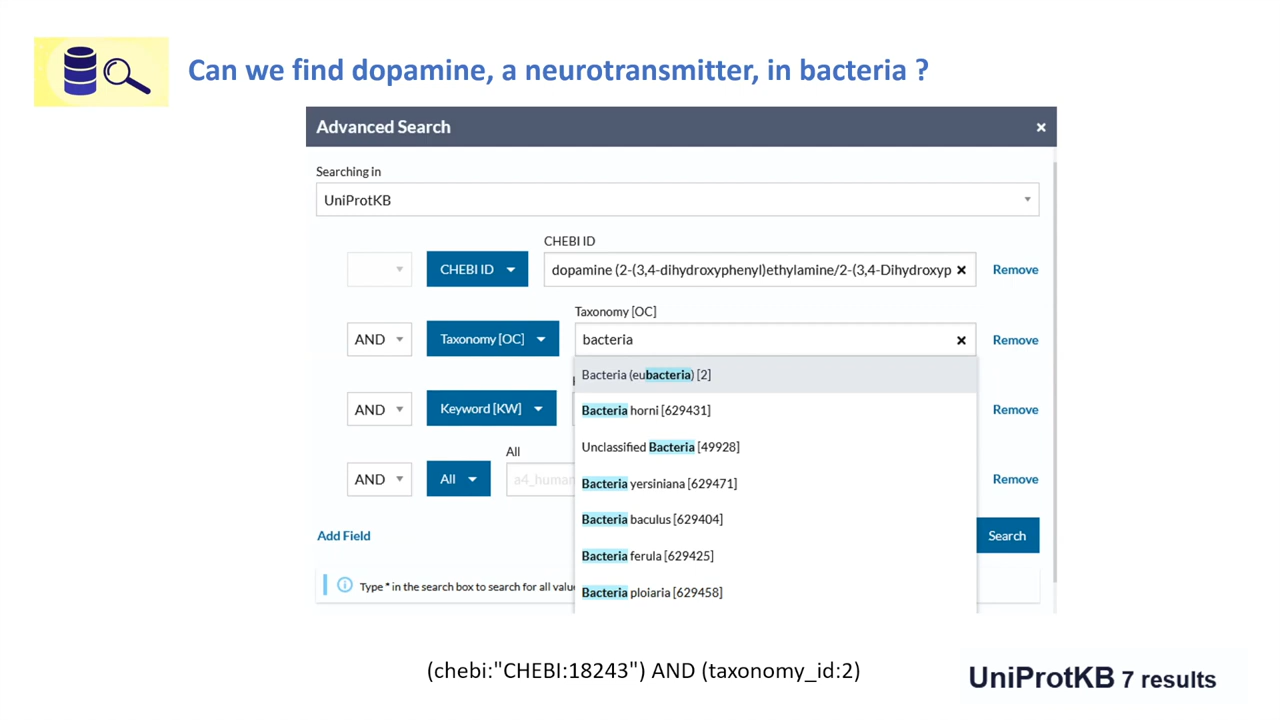 Can we find dopamine, a neurotransmitter, in bacteria ?
Advanced Search
Searching in
UniProtKB
CHEBI ID
CHEBI ID
dopamine (2-(3,4-dihydroxyphenyl)ethylamine/2-(3,4-Dihydroxyp
Remove
Taxonomy [OC]
AND
Taxonomy [OC]
bacteria
Remove
Bacteria (eubacteria) [2]
AND
Keyword [KW]
Bacteria horni [629431]
Remove
Unclassified Bacteria [49928]
All
AND
All
a4_human
Bacteria yersiniana [629471]
Remove
Bacteria baculus [629404]
Add Field
Search
Bacteria ferula [629425]
Type * in the search box to search for all valu
Bacteria ploiaria [629458]
(chebi:"CHEBI:18243") AND (taxonomy_id:2)
UniProtKB 7 results